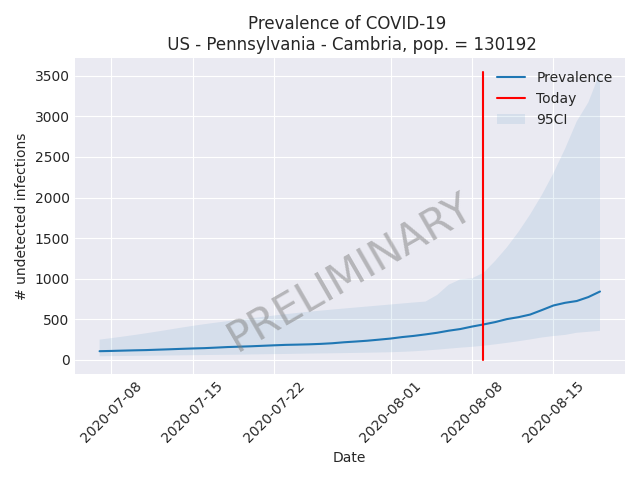 Prevalence of COVID-19
US - Pennsylvania - Cambria, pop. = 130192
3500
3000
2500
2000
1500
1000
500
0
# undetected infections
Prevalence
Today
95CI
PRELIMINARY
2020-07-08
2020-07-15
2020-07-22
2020-08-01
2020-08-08
2020-08-15
Date